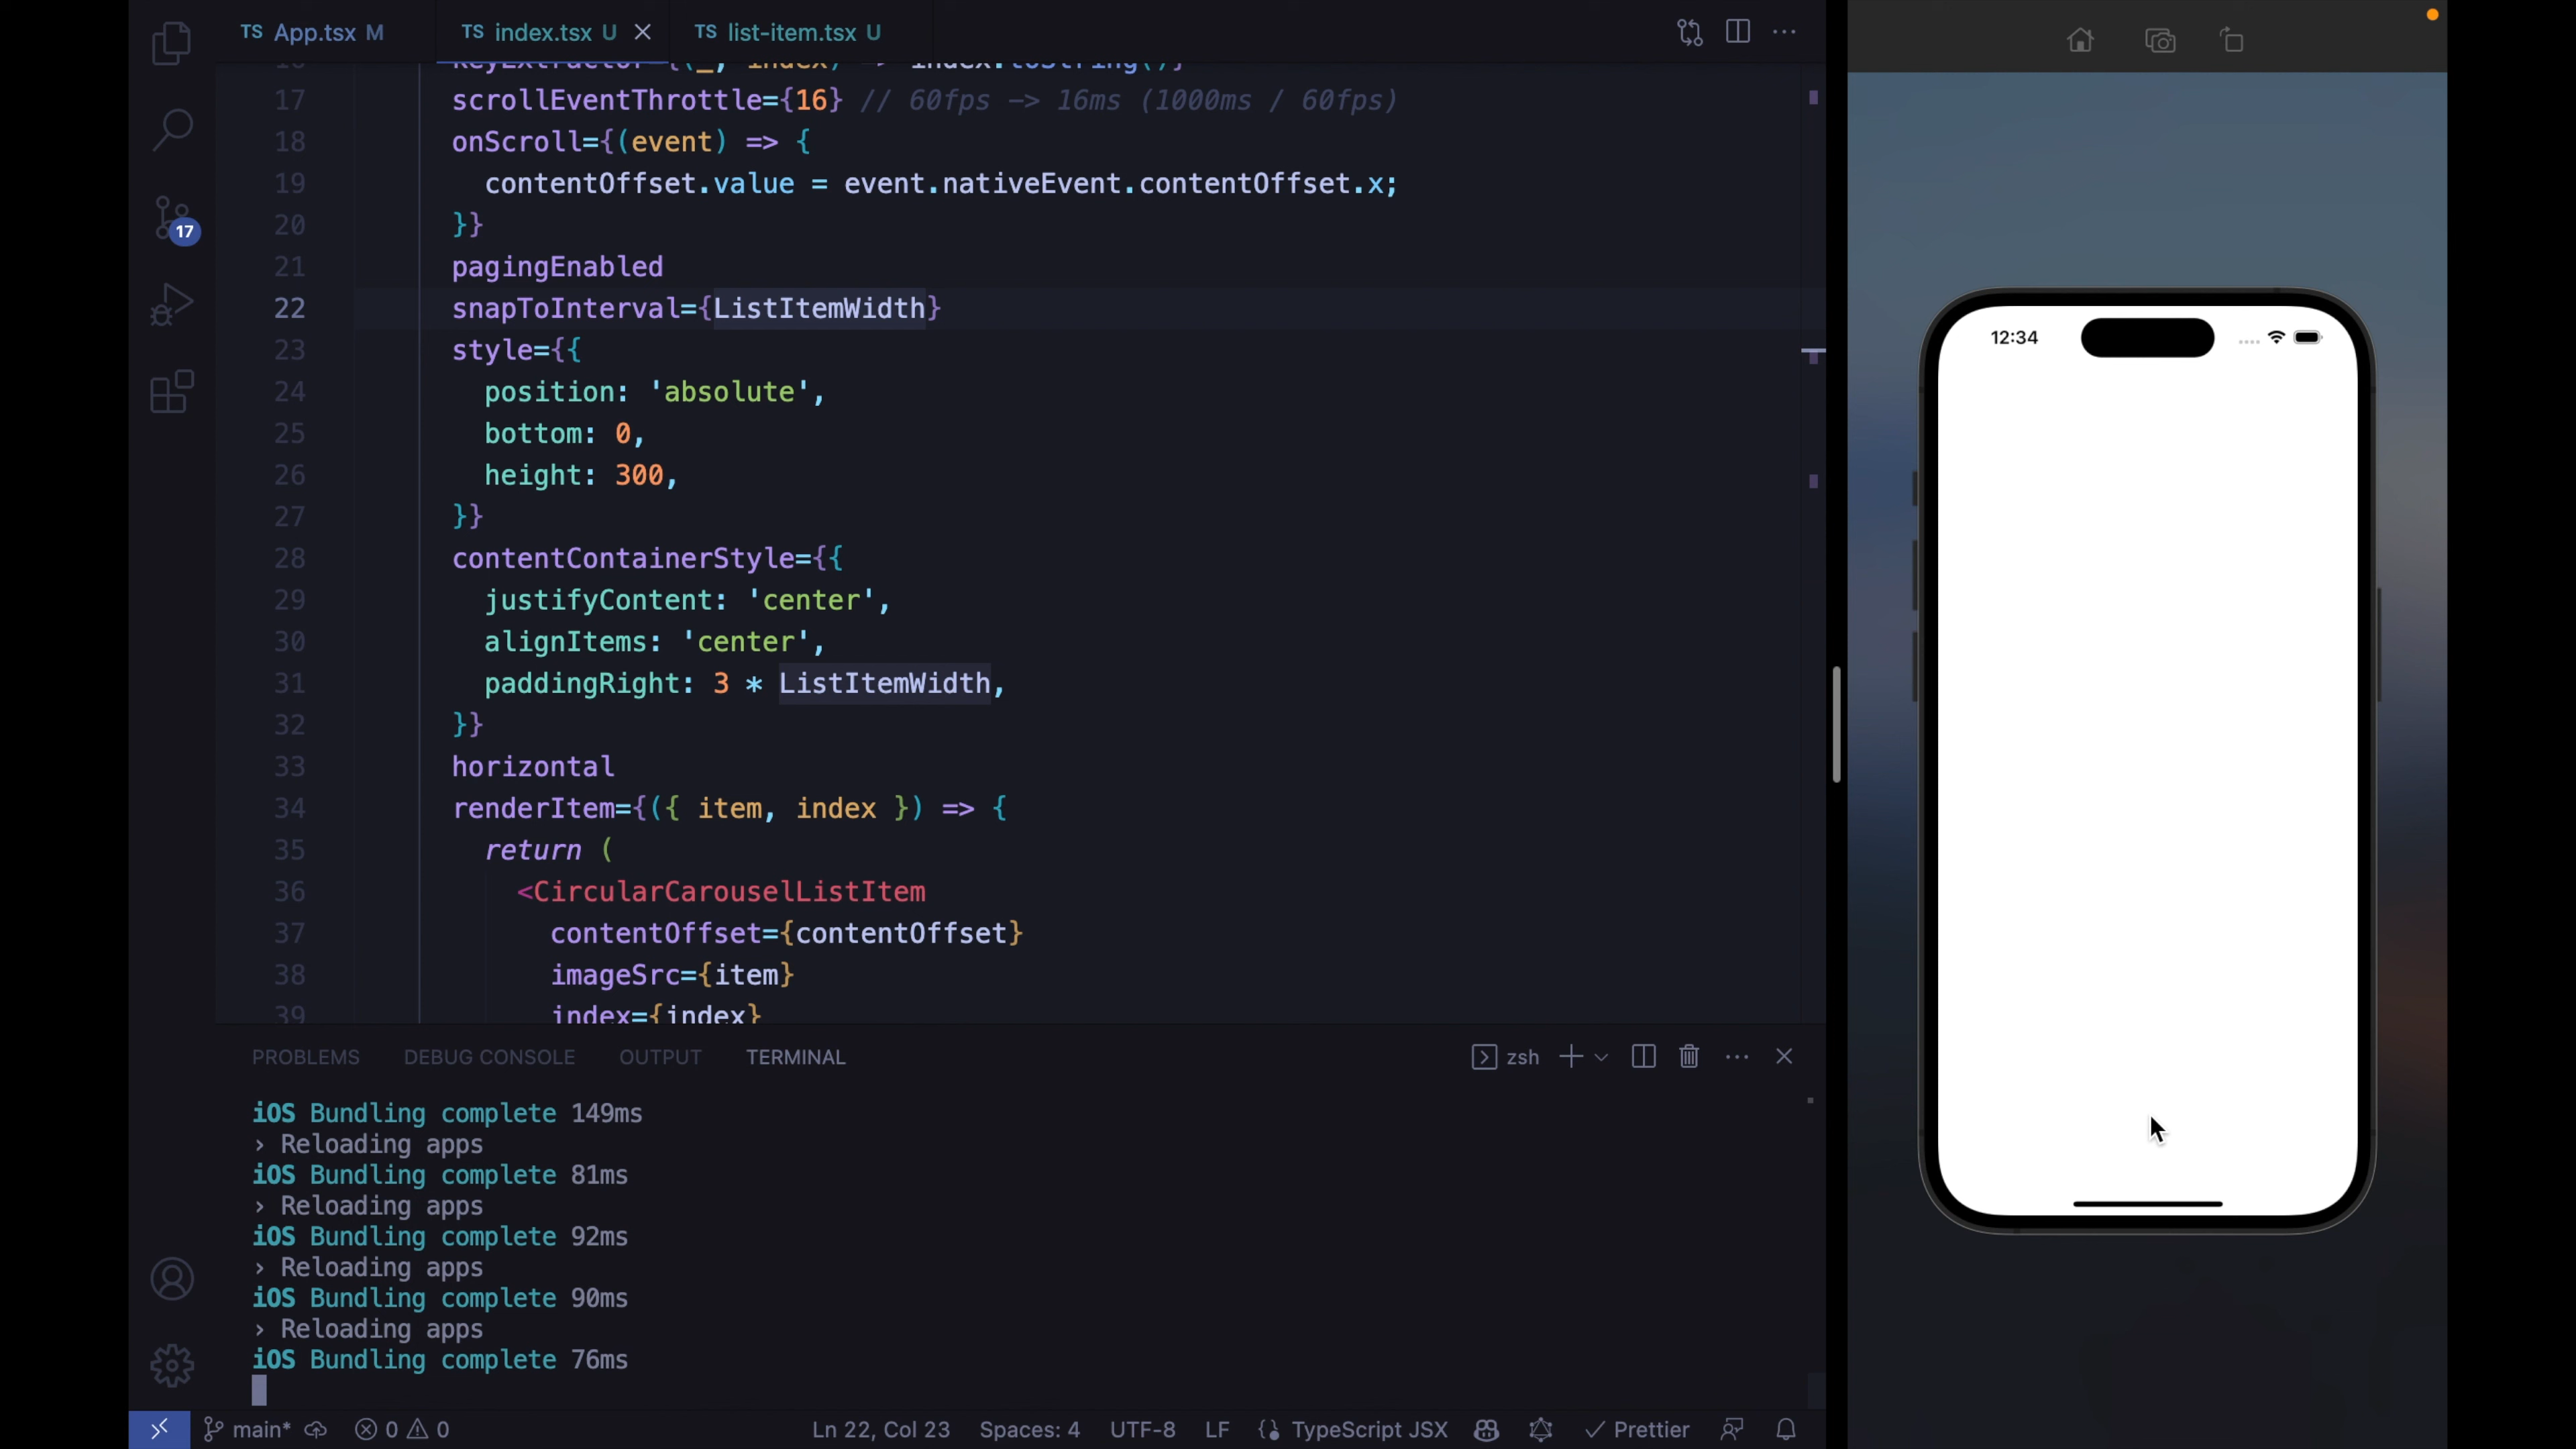 TS App.tsx M
TS index.tsx U
TS list-item.tsx U
16 keyExtractor={(_, index) => index.toString()}
17 scrollEventThrottle={16} // 60fps -> 16ms (1000ms / 60fps)
18 onScroll={(event) => {
19 contentOffset.value = event.nativeEvent.contentOffset.x;
20 }}
21 pagingEnabled
22 snapToInterval={ListItemWidth}
23 style={{
24 position: 'absolute',
25 bottom: 0,
26 height: 300,
27 }}
28 contentContainerStyle={{
29 justifyContent: 'center',
30 alignItems: 'center',
31 paddingRight: 3 * ListItemWidth,
32 }}
33 horizontal
34 renderItem={({ item, index }) => {
35 return (
36 <CircularCarouselListItem
37 contentOffset={contentOffset}
38 imageSrc={item}
39 index={index}
17
PROBLEMS DEBUG CONSOLE OUTPUT TERMINAL zsh
iOS Bundling complete 149ms
› Reloading apps
iOS Bundling complete 81ms
› Reloading apps
iOS Bundling complete 92ms
› Reloading apps
iOS Bundling complete 90ms
› Reloading apps
iOS Bundling complete 76ms
main* 0 0 Ln 22, Col 23 Spaces: 4 UTF-8 LF TypeScript JSX Prettier
12:34